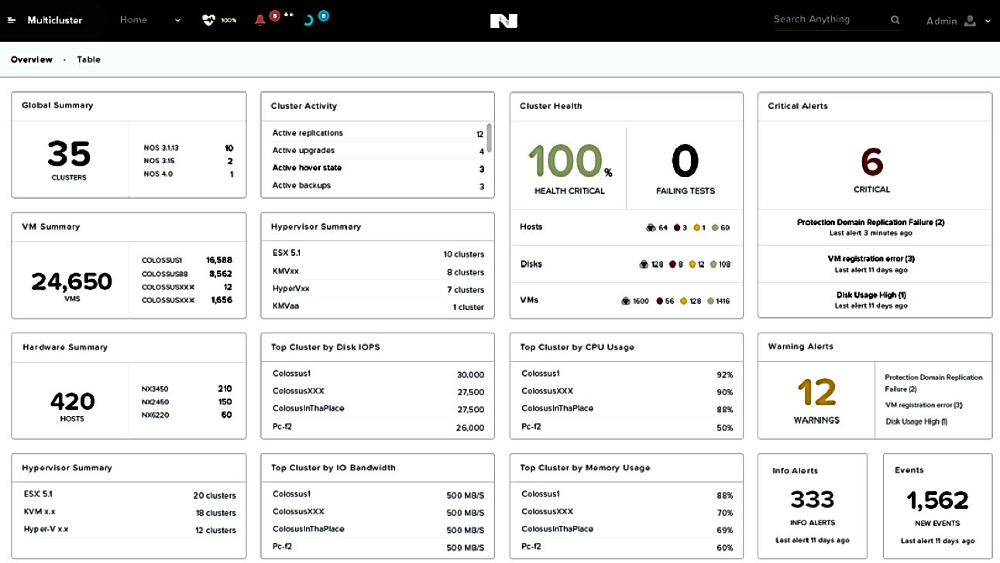 Multicluster
Home
100%
6
8
Search Anything
Admin
Overview · Table
Global Summary
35
CLUSTERS
NOS 3.1.13 10
NOS 3.15 2
NOS 4.0 1
Cluster Activity
Active replications 12
Active upgrades 4
Active hover state 3
Active backups 3
Cluster Health
100%
HEALTH CRITICAL
0
FAILING TESTS
Hosts 64 3 1 60
Disks 128 8 12 108
VMs 1600 56 128 1416
Critical Alerts
6
CRITICAL
Protection Domain Replication Failure (2)
Last alert 3 minutes ago
VM registration error (3)
Last alert 11 days ago
Disk Usage High (1)
Last alert 11 days ago
VM Summary
24,650
VMS
COLOSSUS1 16,588
COLOSSUS88 8,562
COLOSSUSXXX 12
COLOSSUSXXX 1,656
Hypervisor Summary
ESX 5.1 10 clusters
KMVxx 8 clusters
HyperVxx 7 clusters
KMVaa 1 cluster
Hardware Summary
420
HOSTS
NX3450 210
NX2450 150
NX6220 60
Top Cluster by Disk IOPS
Colossus1 30,000
ColossusXXX 27,500
ColosusInThaPlace 27,500
Pc-f2 26,000
Top Cluster by CPU Usage
Colossus1 92%
ColossusXXX 90%
ColosusInThaPlace 88%
Pc-f2 50%
Warning Alerts
12
WARNINGS
Protection Domain Replication
Failure (2)
VM registration error (3)
Disk Usage High (1)
Hypervisor Summary
ESX 5.1 20 clusters
KVM x.x 18 clusters
Hyper-V x.x 12 clusters
Top Cluster by IO Bandwidth
Colossus1 500 MB/S
ColossusXXX 500 MB/S
ColosusInThaPlace 500 MB/S
Pc-f2 500 MB/S
Top Cluster by Memory Usage
Colossus1 88%
ColossusXXX 70%
ColosusInThaPlace 69%
Pc-f2 60%
Info Alerts
333
INFO ALERTS
Last alert 11 days ago
Events
1,562
NEW EVENTS
Last alert 11 days ago